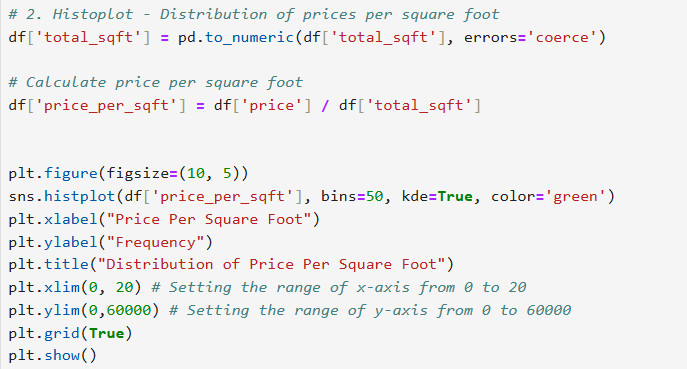 # 2. Histoplot - Distribution of prices per square foot
df['total_sqft'] = pd.to_numeric(df['total_sqft'], errors='coerce')
# Calculate price per square foot
df['price_per_sqft'] = df['price'] / df['total_sqft']
plt.figure(figsize=(10, 5))
sns.histplot(df['price_per_sqft'], bins=50, kde=True, color='green')
plt.xlabel("Price Per Square Foot")
plt.ylabel("Frequency")
plt.title("Distribution of Price Per Square Foot")
plt.xlim(0, 20) # Setting the range of x-axis from 0 to 20
plt.ylim(0,60000) # Setting the range of y-axis from 0 to 60000
plt.grid(True)
plt.show()